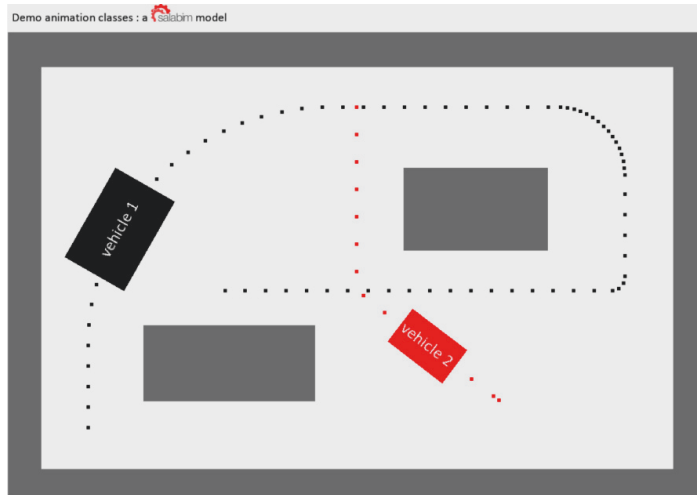 Demo animation classes : a salabim model
vehicle 1
vehicle 2